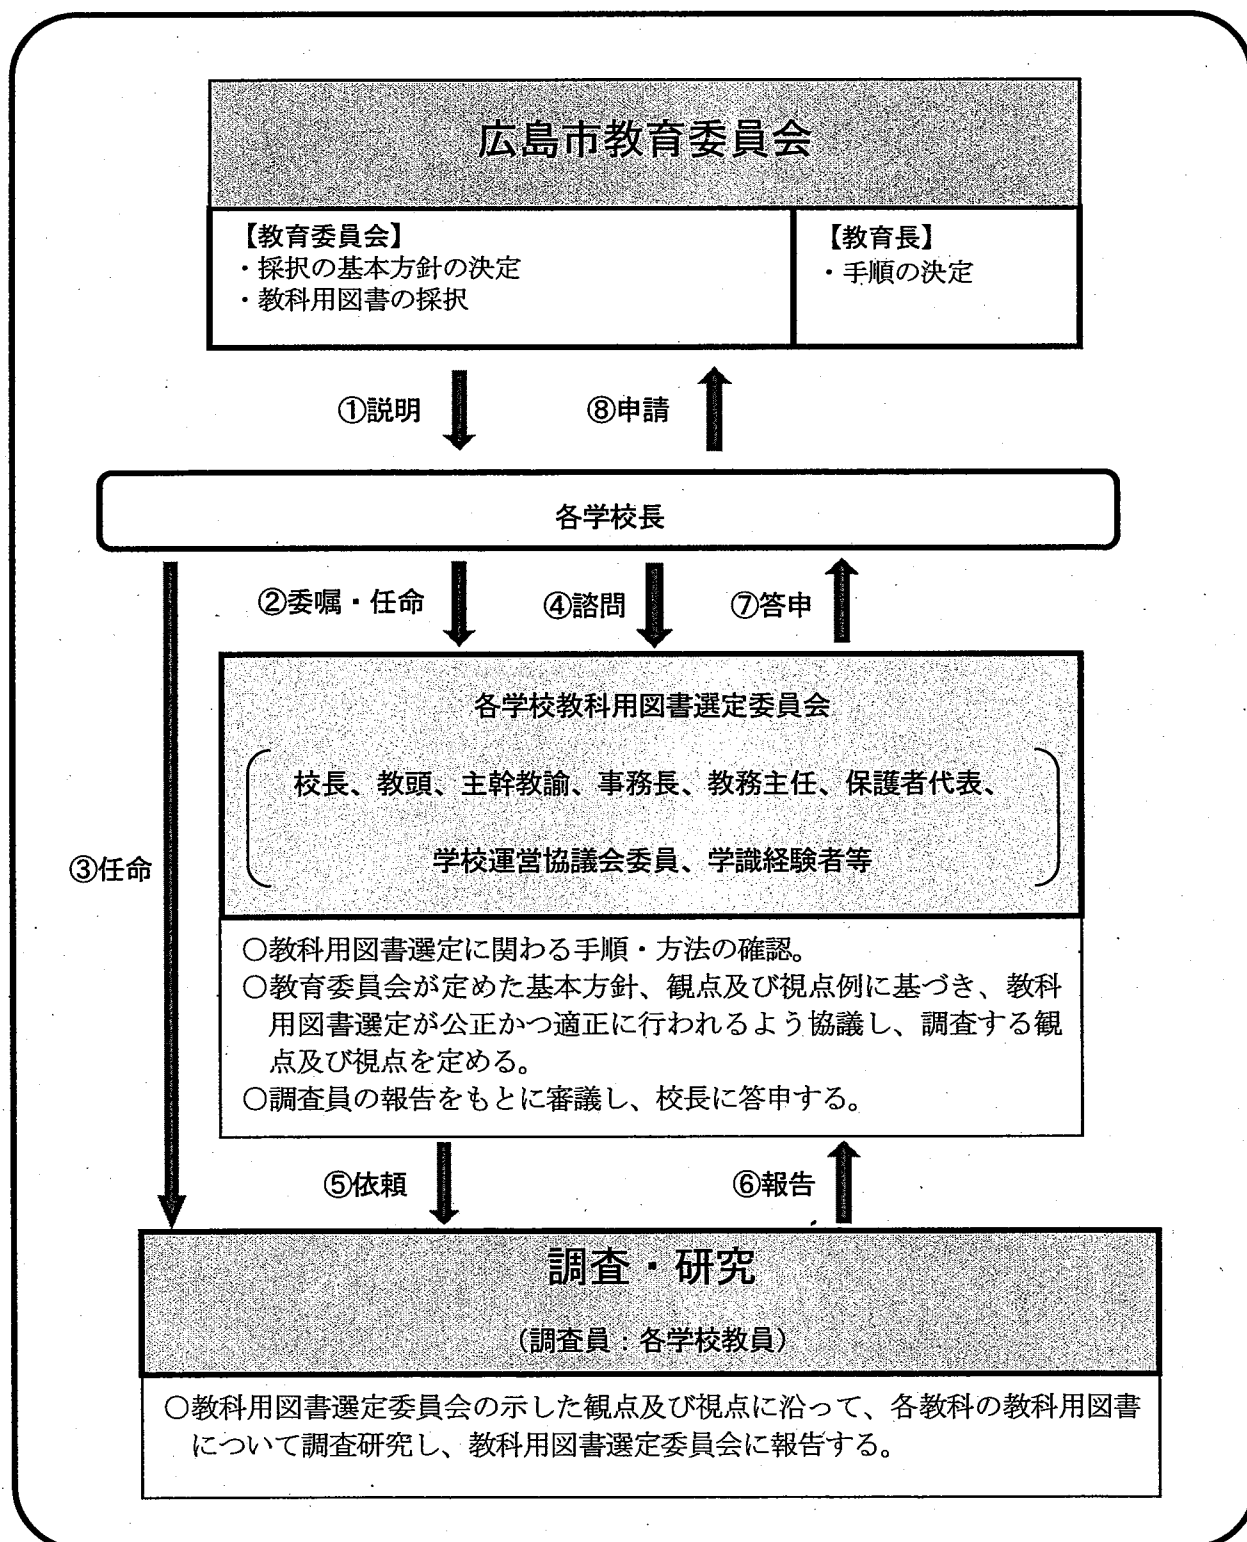 広島市教育委員会
【教育委員会】
・採択の基本方針の決定
・教科用図書の採択
【教育長】
・手順の決定
①説明
⑧申請
各学校長
②委嘱・任命
④諮問
⑦答申
③任命
各学校教科用図書選定委員会
校長、教頭、主幹教諭、事務長、教務主任、保護者代表、
学校運営協議会委員、学識経験者等
○教科用図書選定に関わる手順・方法の確認。
○教育委員会が定めた基本方針、観点及び視点例に基づき、教科
用図書選定が公正かつ適正に行われるよう協議し、調査する観
点及び視点を定める。
○調査員の報告をもとに審議し、校長に答申する。
⑤依頼
⑥報告
調査・研究
(調査員：各学校教員)
○教科用図書選定委員会の示した観点及び視点に沿って、各教科の教科用図書
について調査研究し、教科用図書選定委員会に報告する。